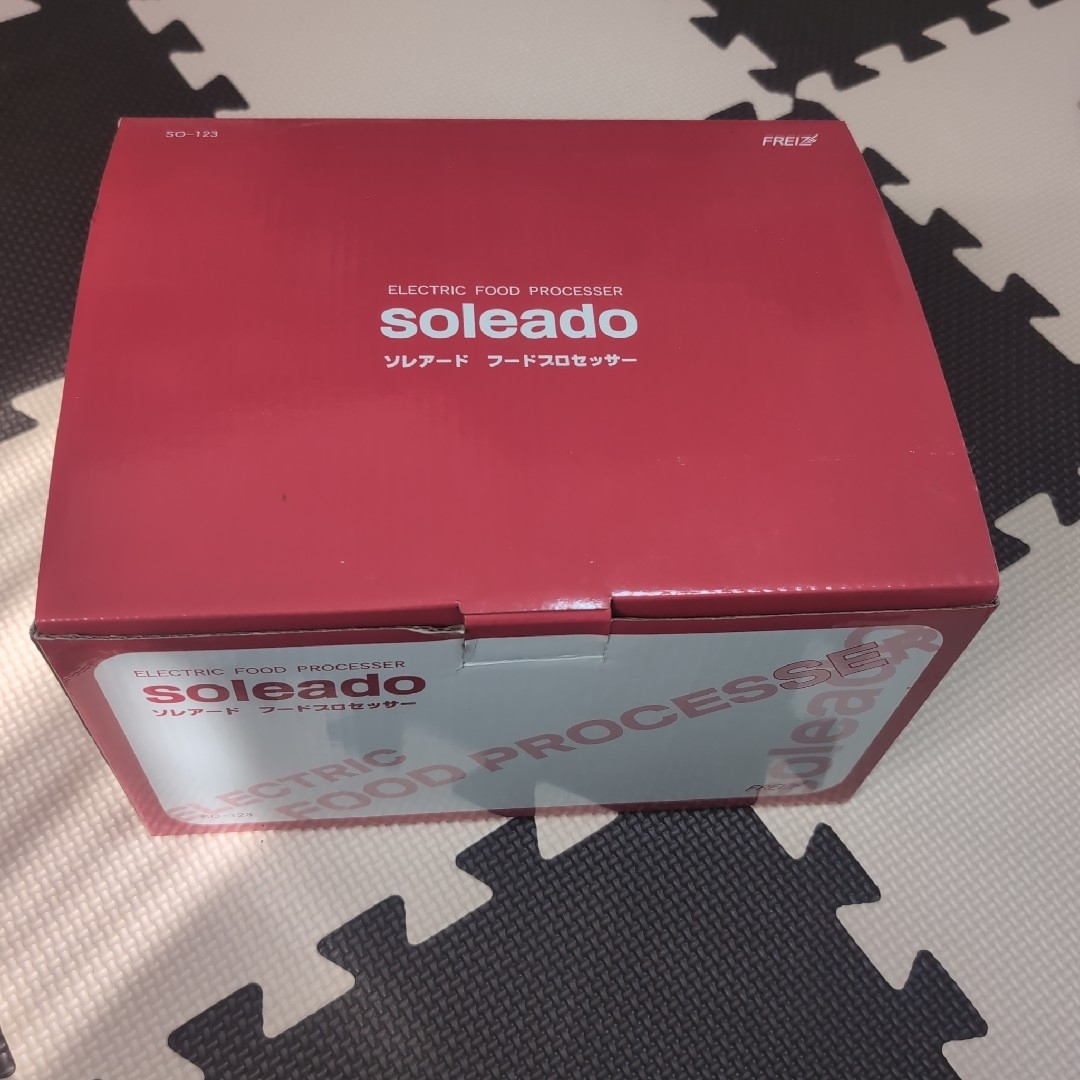 SO-123
FREIZ
ELECTRIC FOOD PROCESSER
soleado
ソレアード フードプロセッサー
ELECTRIC FOOD PROCESSER
soleado
ソレアード フードプロセッサー
ELECTRIC
FOOD PROCESSER
soleado
SO-123
FREIZ